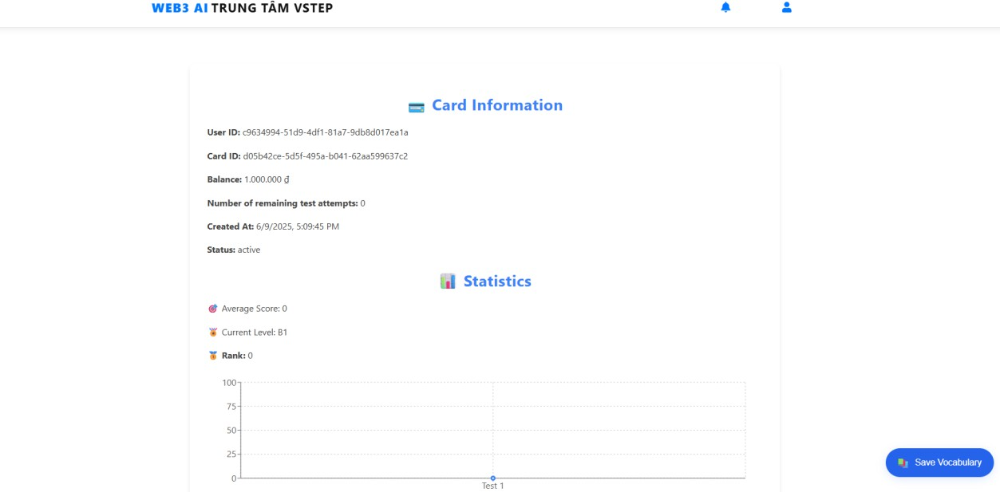 WEB3 AI TRUNG TÂM VSTEP
Card Information
User ID: c9634994-51d9-4df1-81a7-9db8d017ea1a
Card ID: d05b42ce-5d5f-495a-b041-62aa599637c2
Balance: 1.000.000 ₫
Number of remaining test attempts: 0
Created At: 6/9/2025, 5:09:45 PM
Status: active
Statistics
Average Score: 0
Current Level: B1
Rank: 0
100
75
50
25
0
Test 1
Save Vocabulary